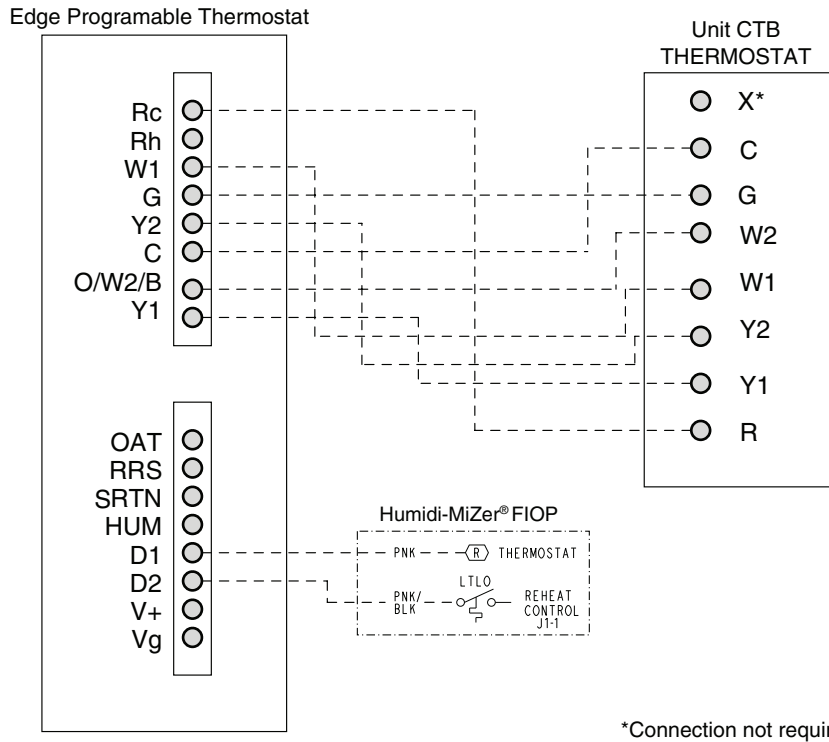 Edge Programable Thermostat
Rc
Rh
W1
G
Y2
C
O/W2/B
Y1
OAT
RRS
SRTN
HUM
D1
D2
V+
Vg
Unit CTB
THERMOSTAT
X*
C
G
W2
W1
Y2
Y1
R
Humidi-MiZer® FIOP
PNK R THERMOSTAT
LTLO
PNK/
BLK
REHEAT
CONTROL
J1-1
*Connection not requir